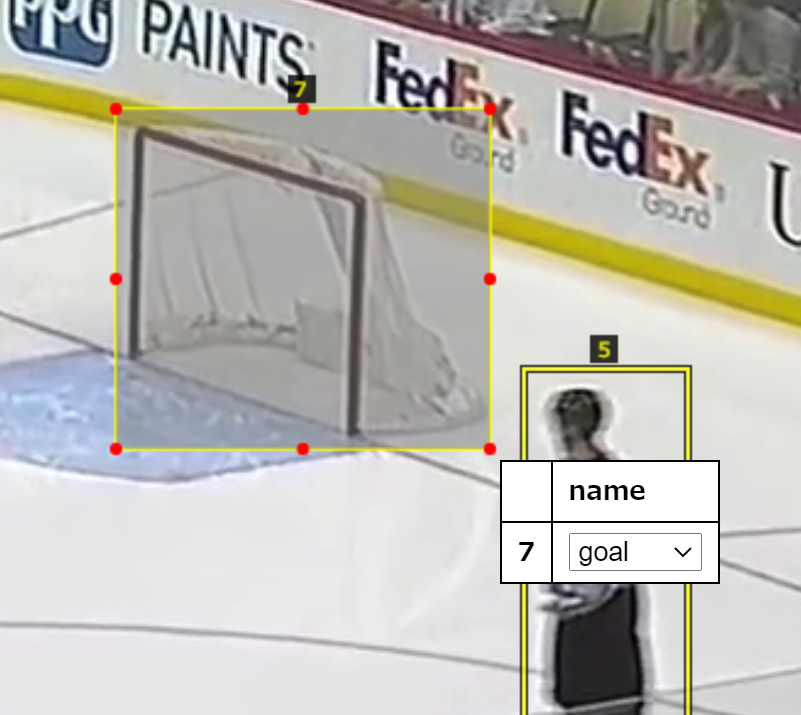 PPG PAINTS
FedEx
Ground
FedEx
Ground
U
7
5
name
7 goal